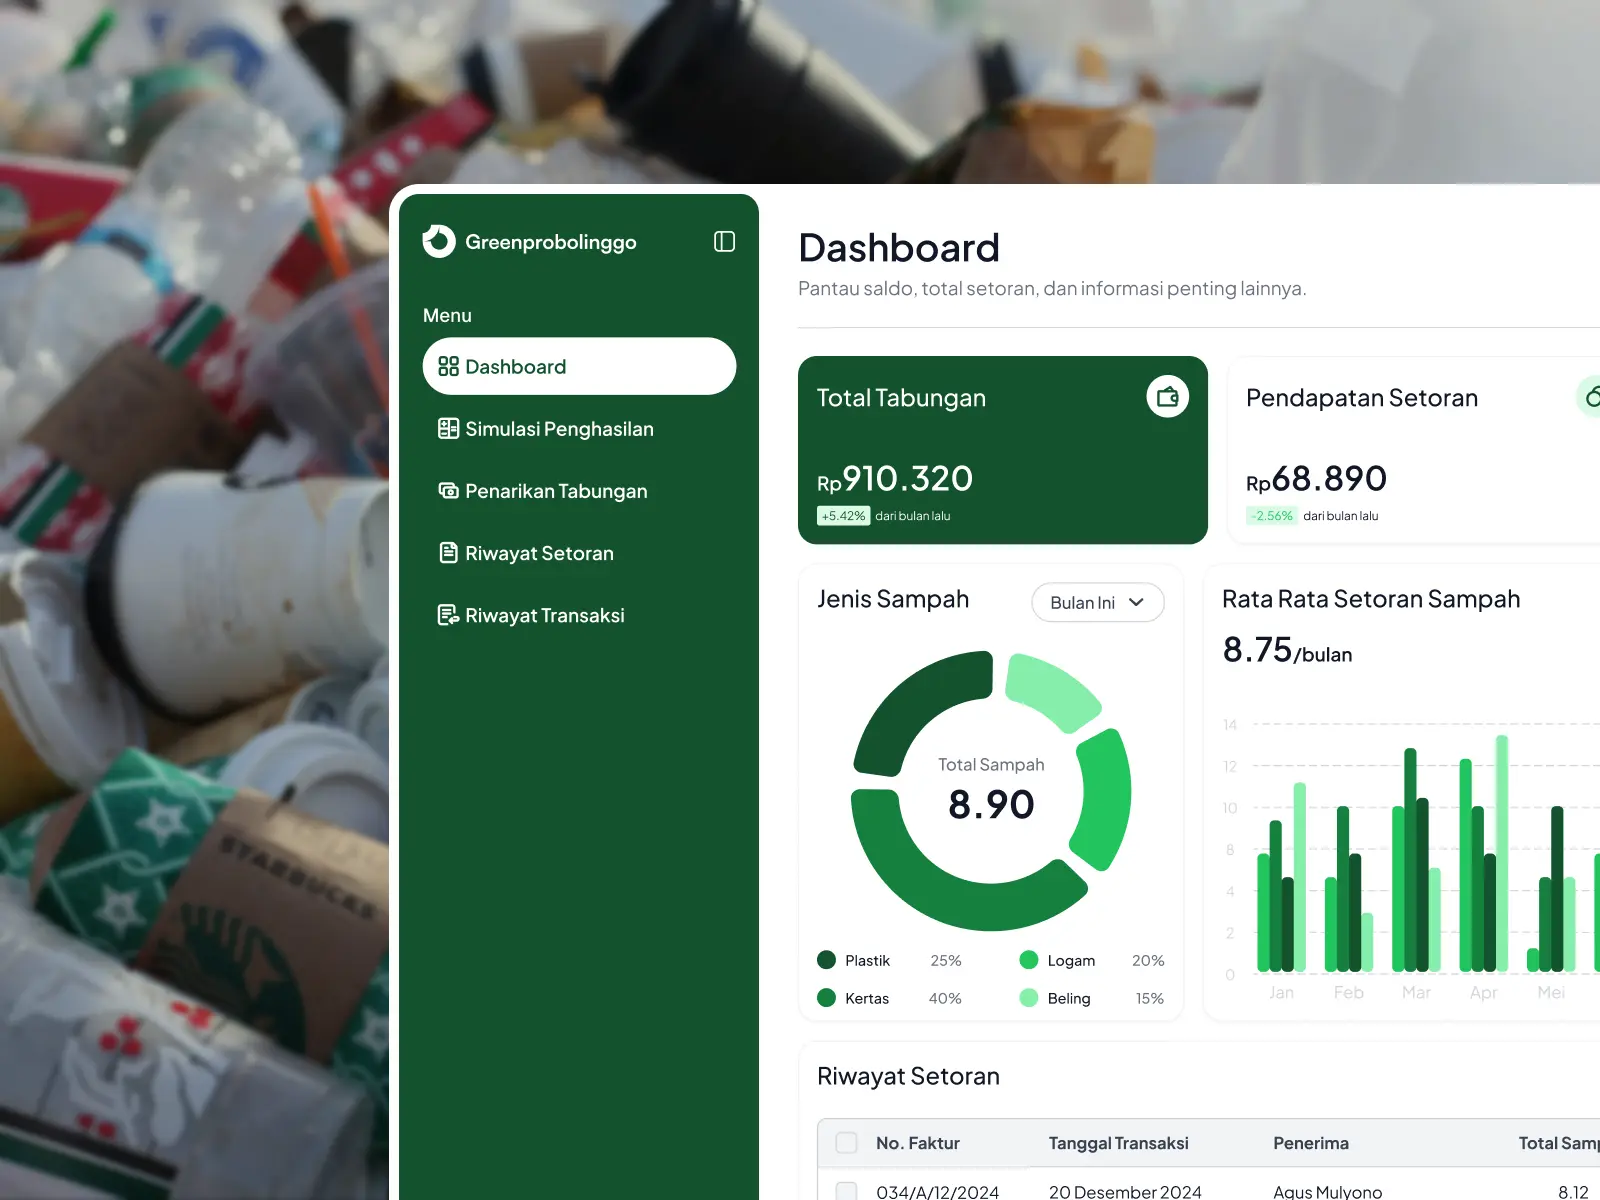 Greenprobolinggo
Menu
Dashboard
Simulasi Penghasilan
Penarikan Tabungan
Riwayat Setoran
Riwayat Transaksi
Dashboard
Pantau saldo, total setoran, dan informasi penting lainnya.
Total Tabungan
Rp910.320
+5.42% dari bulan lalu
Pendapatan Setoran
Rp68.890
-2.56% dari bulan lalu
Jenis Sampah
Bulan Ini
Total Sampah
8.90
Plastik 25%
Logam 20%
Kertas 40%
Beling 15%
Rata Rata Setoran Sampah
8.75/bulan
14
12
10
8
4
2
0
Jan Feb Mar Apr Mei
Riwayat Setoran
No. Faktur Tanggal Transaksi Penerima Total Samp
034/A/12/2024 20 Desember 2024 Agus Mulyono 8.12
STARBUCKS